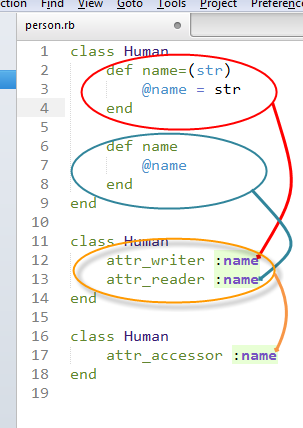 ction Find View Goto Tools Project Preferenc
person.rb
1 class Human
2 def name=(str)
3 @name = str
4 end
5
6 def name
7 @name
8 end
9 end
10
11 class Human
12 attr_writer :name
13 attr_reader :name
14 end
15
16 class Human
17 attr_accessor :name
18 end
19